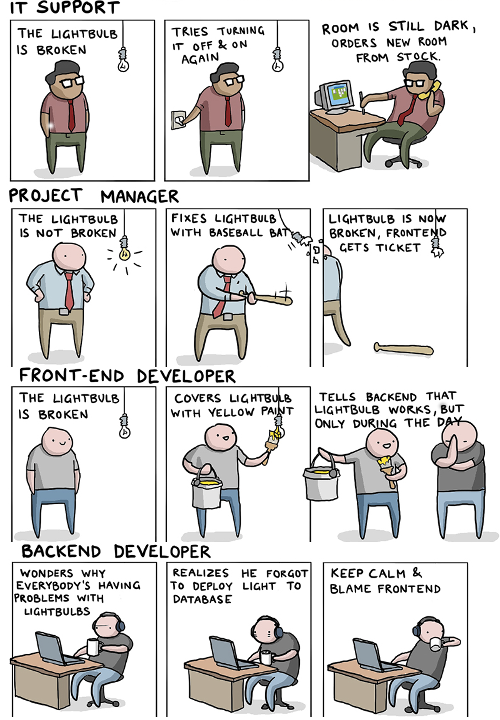 IT SUPPORT
THE LIGHTBULB
IS BROKEN
TRIES TURNING
IT OFF & ON
AGAIN
ROOM IS STILL DARK,
ORDERS NEW ROOM
FROM STOCK.
PROJECT MANAGER
THE LIGHTBULB
IS NOT BROKEN
FIXES LIGHTBULB
WITH BASEBALL BAT
LIGHTBULB IS NOW
BROKEN, FRONTEND
GETS TICKET
FRONT-END DEVELOPER
THE LIGHTBULB
IS BROKEN
COVERS LIGHTBULB
WITH YELLOW PAINT
TELLS BACKEND THAT
LIGHTBULB WORKS, BUT
ONLY DURING THE DAY
BACKEND DEVELOPER
WONDERS WHY
EVERYBODY'S HAVING
PROBLEMS WITH
LIGHTBULBS
REALIZES HE FORGOT
TO DEPLOY LIGHT TO
DATABASE
KEEP CALM &
BLAME FRONTEND